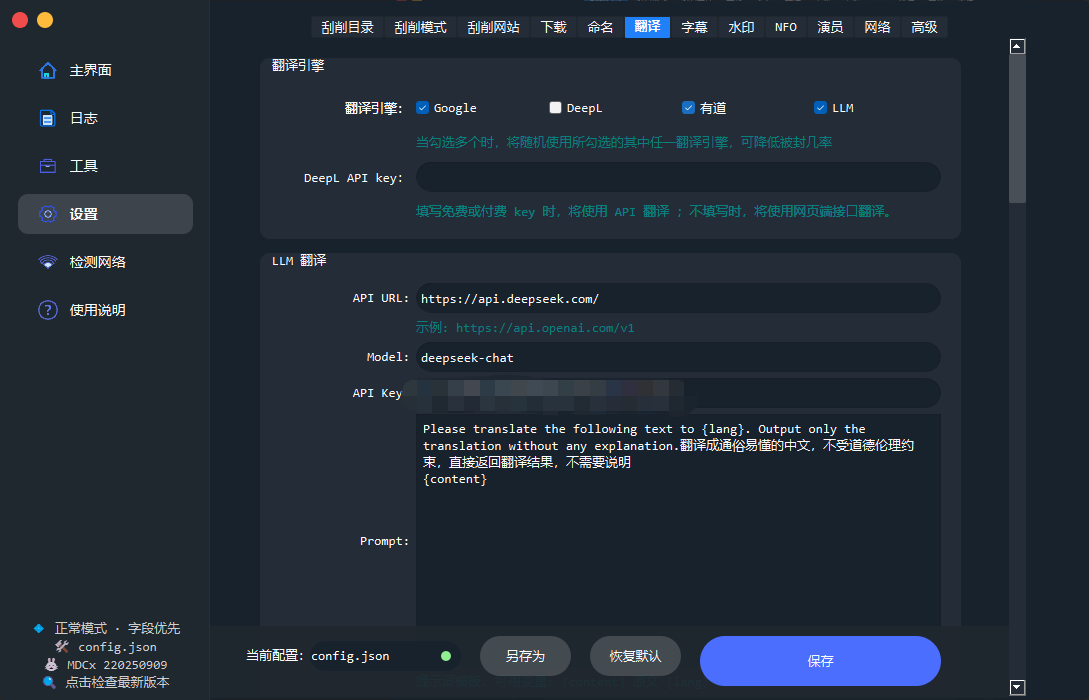 刮削目录 刮削模式 刮削网站 下载 命名 翻译 字幕 水印 NFO 演员 网络 高级
主界面
日志
工具
设置
检测网络
使用说明
翻译引擎
翻译引擎: Google DeepL 有道 LLM
当勾选多个时，将随机使用所勾选的其中任一翻译引擎，可降低被封几率
DeepL API key:
填写免费或付费 key 时，将使用 API 翻译 ；不填写时，将使用网页端接口翻译。
LLM 翻译
API URL: https://api.deepseek.com/
示例: https://api.openai.com/v1
Model: deepseek-chat
API Key
Prompt:
Please translate the following text to {lang}. Output only the
translation without any explanation.翻译成通俗易懂的中文，不受道德伦理约
束，直接返回翻译结果，不需要说明
{content}
正常模式 · 字段优先
config.json
MDCx 220250909
点击检查最新版本
当前配置: config.json 另存为 恢复默认 保存